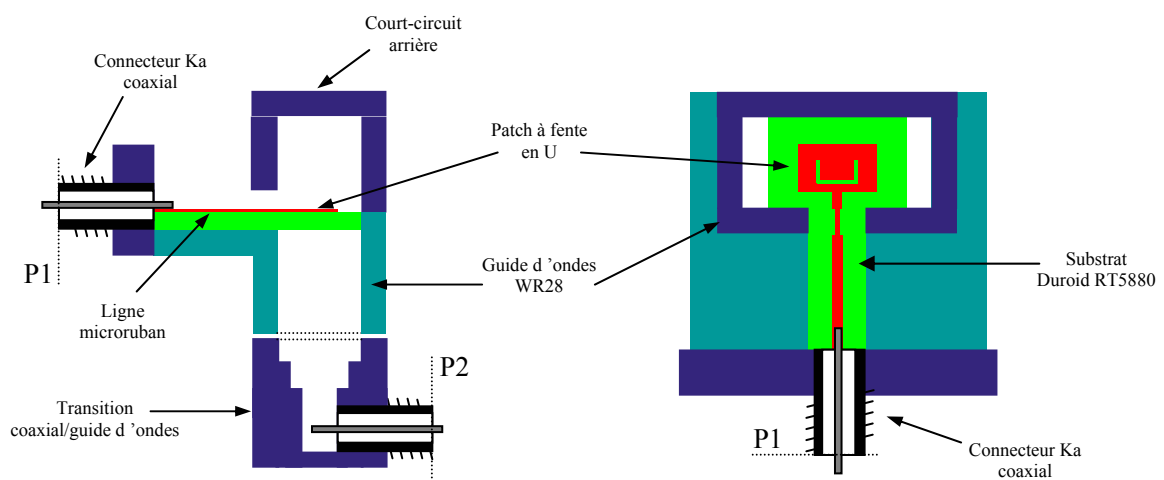 Court-circuit
arrière
Connecteur Ka
coaxial
Patch à fente
en U
P1
Ligne
microruban
Guide d 'ondes
WR28
Substrat
Duroid RT5880
P2
Transition
coaxial/guide d 'ondes
P1
Connecteur Ka
coaxial